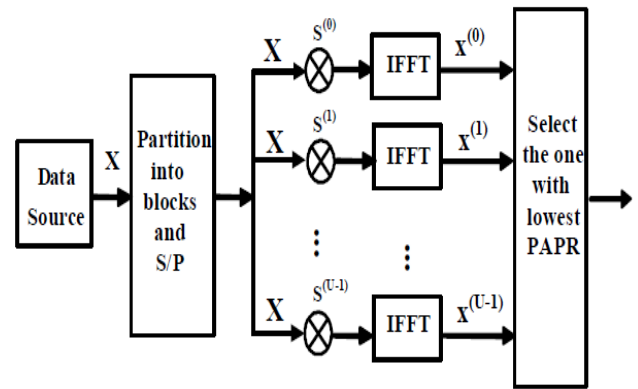 Data
Source
X
Partition
into
blocks
and
S/P
X
S(0)
IFFT
x(0)
X
S(1)
IFFT
x(1)
⋮
⋮
X
S(U-1)
IFFT
x(U-1)
Select
the one
with
lowest
PAPR